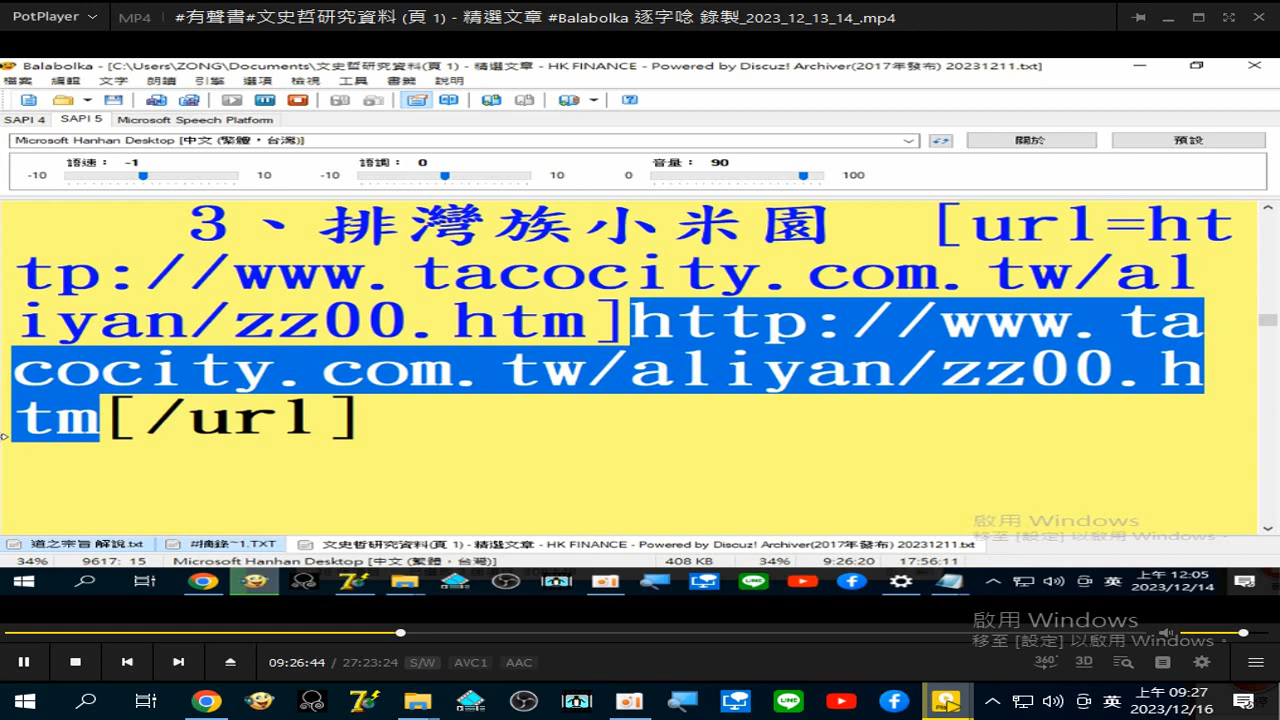 PotPlayer MP4 #有聲書#文史哲研究資料 (頁 1) - 精選文章 #Balabolka 逐字唸 錄製_2023_12_13_14_.mp4
Balabolka - [C:\Users\ZONG\Documents\文史哲研究資料(頁 1) - 精選文章 - HK FINANCE - Powered by Discuz! Archiver(2017年發布) 20231211.txt]
檔案 編輯 文字 朗讀 引擎 選項 檢視 工具 書籤 說明
SAPI 4 SAPI 5 Microsoft Speech Platform
Microsoft Hanhan Desktop [中文 (繁體，台灣)] 關於 預設
語速： -1 語調： 0 音量： 90
-10 10 -10 10 0 100
3、排灣族小米園 [url=ht
tp://www.tacocity.com.tw/al
iyan/zz00.htm]http://www.ta
cocity.com.tw/aliyan/zz00.h
tm[/url]
啟用 Windows
移至 [設定] 以啟用 Windows。
道之宗旨 解說.txt #摘錄~1.TXT 文史哲研究資料(頁 1) - 精選文章 - HK FINANCE - Powered by Discuz! Archiver(2017年發布) 20231211.txt
34% 9617: 15 Microsoft Hanhan Desktop [中文 (繁體，台灣)] 408 KB 34% 9:26:20 17:56:11
英 上午 12:05
2023/12/14
啟用 Windows
移至 [設定] 以啟用 Windows。
09:26:44 / 27:23:24 S/W AVC1 AAC 360° 3D
英 上午 09:27
2023/12/16